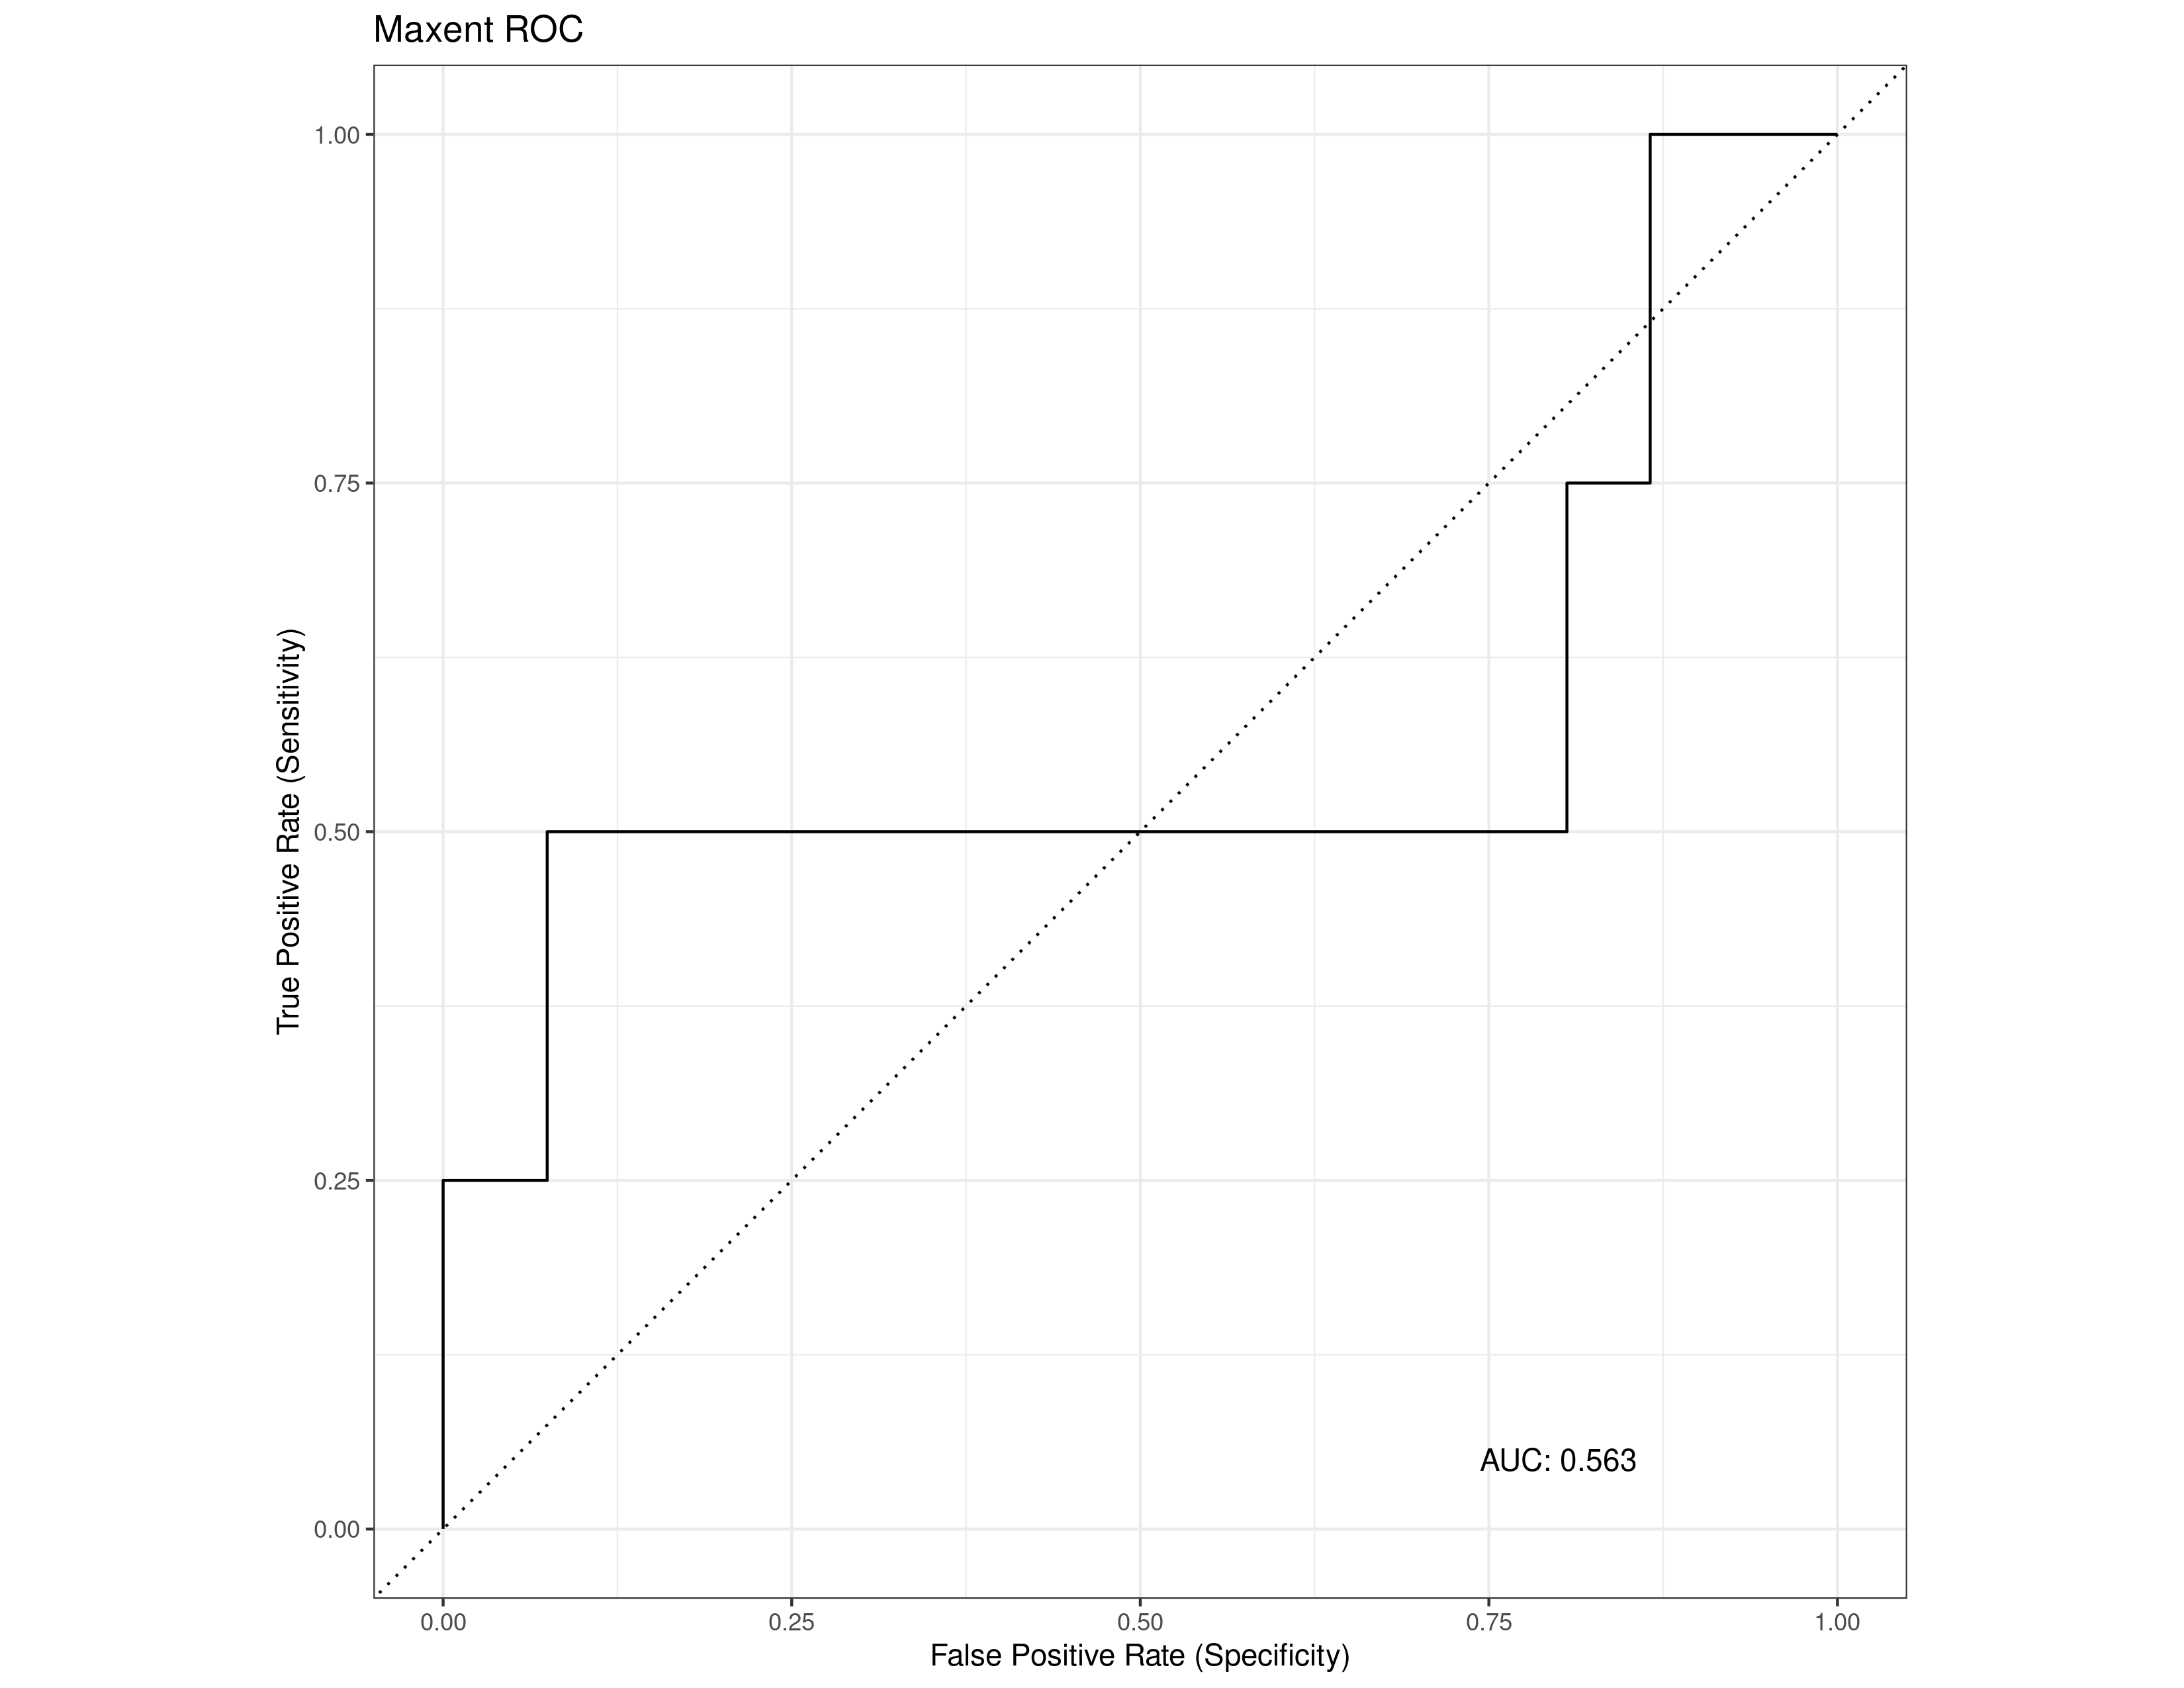 Maxent ROC
True Positive Rate (Sensitivity)
1.00
0.75
0.50
0.25
0.00
AUC: 0.563
0.00 0.25 0.50 0.75 1.00
False Positive Rate (Specificity)